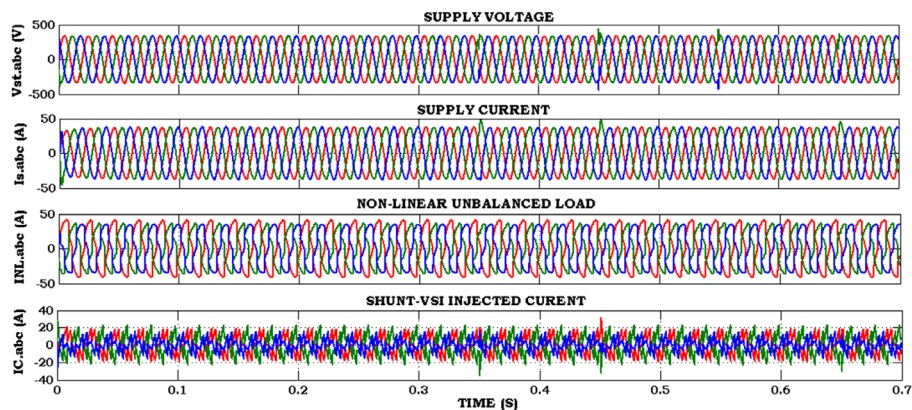 SUPPLY VOLTAGE
Vst.abc (V)
500
0
-500
SUPPLY CURRENT
Is.abc (A)
50
0
-50
NON-LINEAR UNBALANCED LOAD
INL.abc (A)
50
0
-50
SHUNT-VSI INJECTED CURENT
IC.abc (A)
40
20
0
-20
-40
0 0.1 0.2 0.3 0.4 0.5 0.6 0.7
TIME (S)